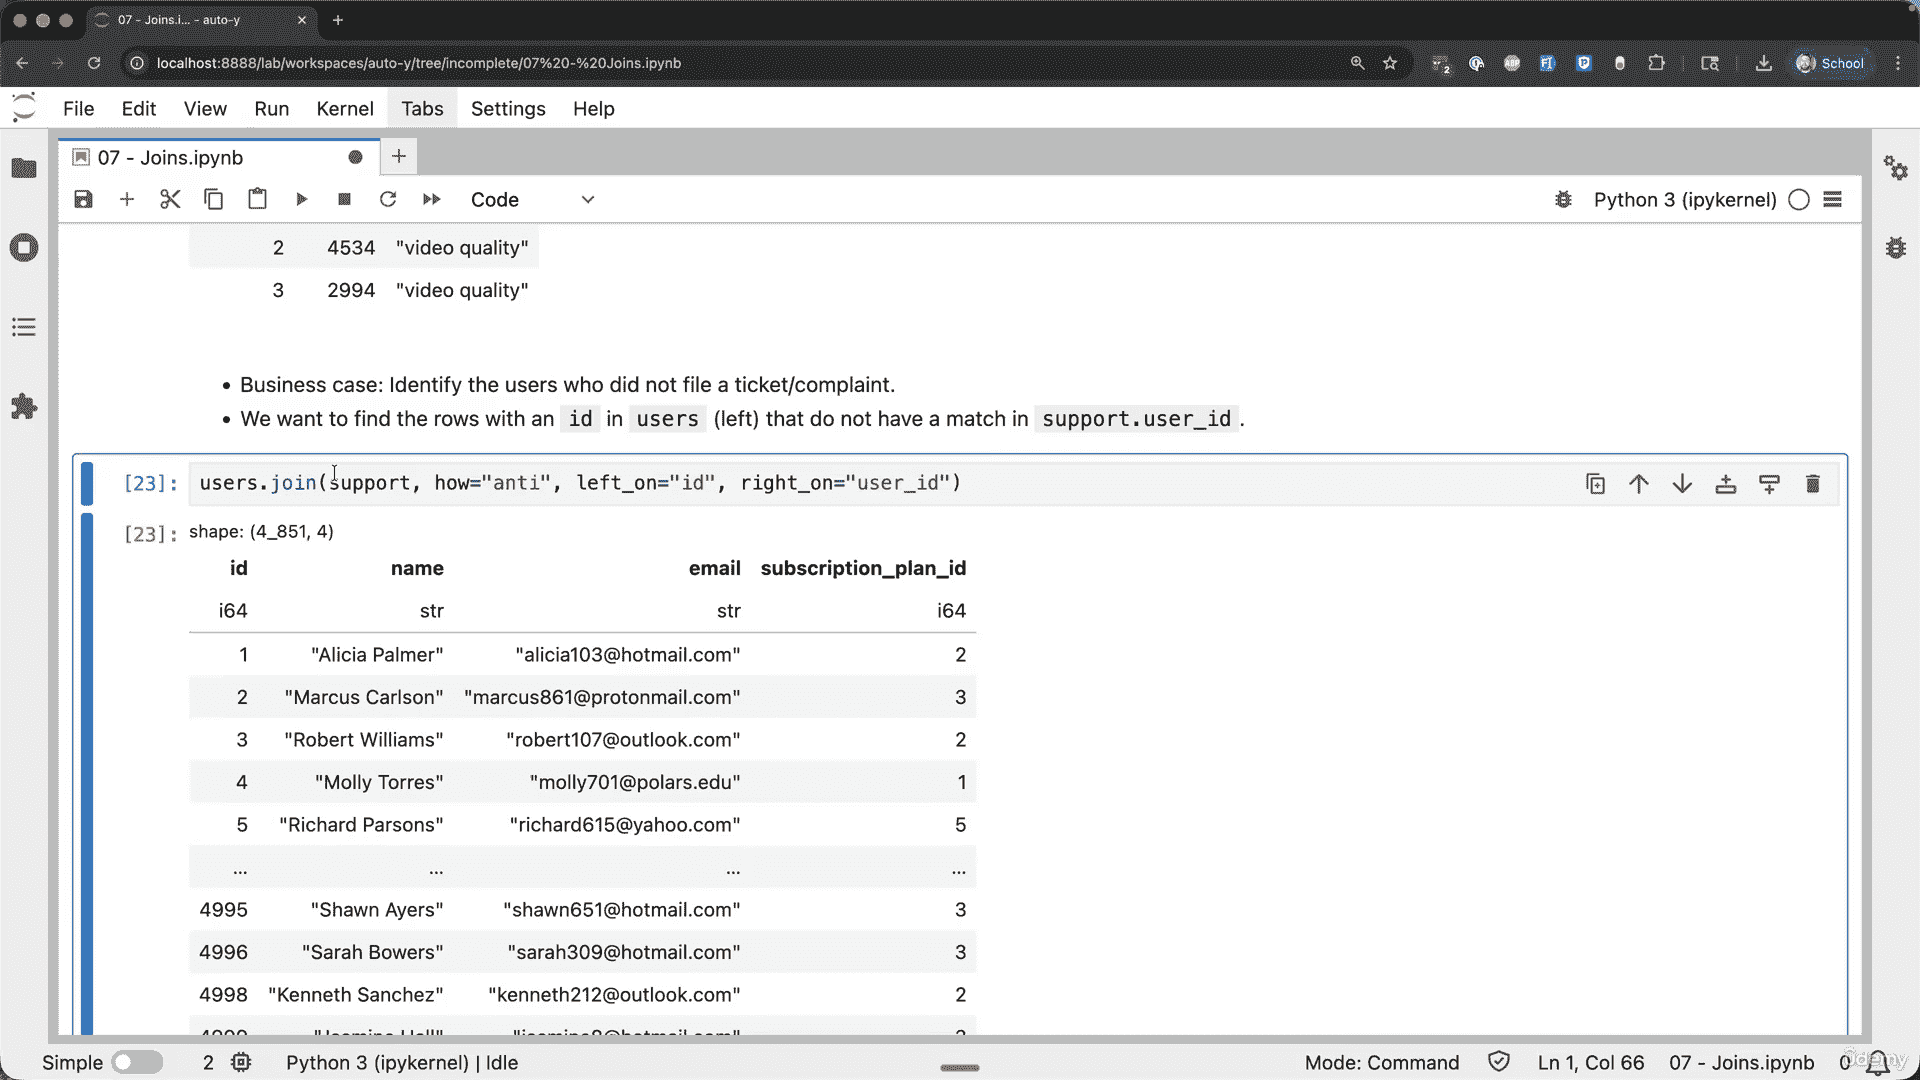 07 - Joins.i... - auto-y
localhost:8888/lab/workspaces/auto-y/tree/incomplete/07%20-%20Joins.ipynb
School
File Edit View Run Kernel Tabs Settings Help
07 - Joins.ipynb
Code
Python 3 (ipykernel)
2 4534 "video quality"
3 2994 "video quality"
• Business case: Identify the users who did not file a ticket/complaint.
• We want to find the rows with an id in users (left) that do not have a match in support.user_id.
[23]: users.join(support, how="anti", left_on="id", right_on="user_id")
[23]: shape: (4_851, 4)
id name email subscription_plan_id
i64 str str i64
1 "Alicia Palmer" "alicia103@hotmail.com" 2
2 "Marcus Carlson" "marcus861@protonmail.com" 3
3 "Robert Williams" "robert107@outlook.com" 2
4 "Molly Torres" "molly701@polars.edu" 1
5 "Richard Parsons" "richard615@yahoo.com" 5
... ... ... ...
4995 "Shawn Ayers" "shawn651@hotmail.com" 3
4996 "Sarah Bowers" "sarah309@hotmail.com" 3
4998 "Kenneth Sanchez" "kenneth212@outlook.com" 2
Simple 2 Python 3 (ipykernel) | Idle Mode: Command Ln 1, Col 66 07 - Joins.ipynb 0